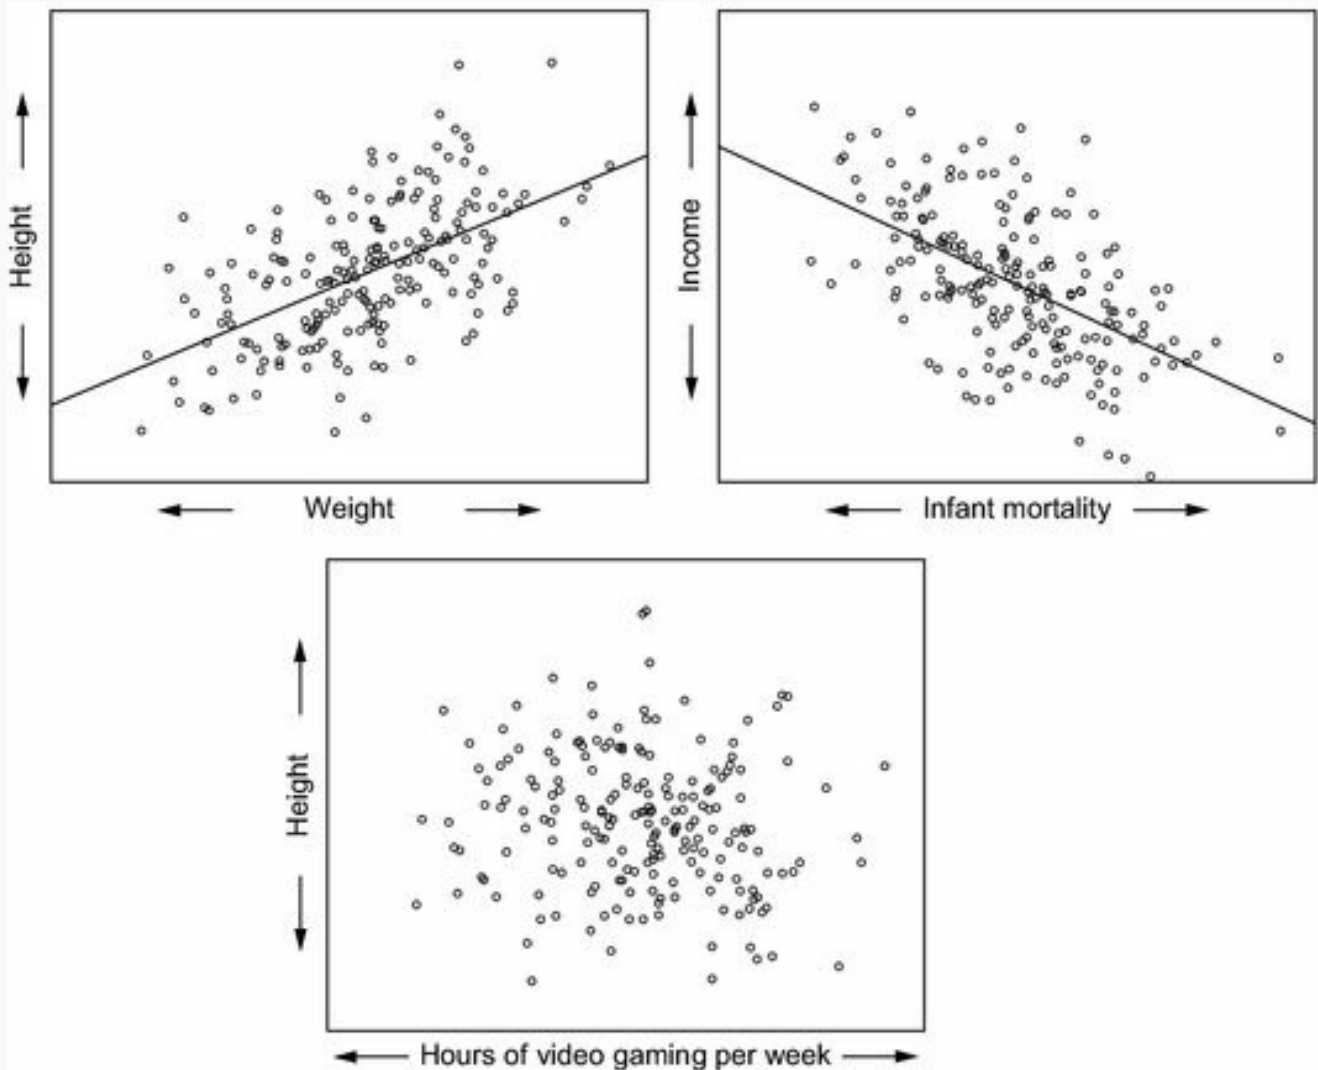 Height
Weight
Income
Infant mortality
Height
Hours of video gaming per week